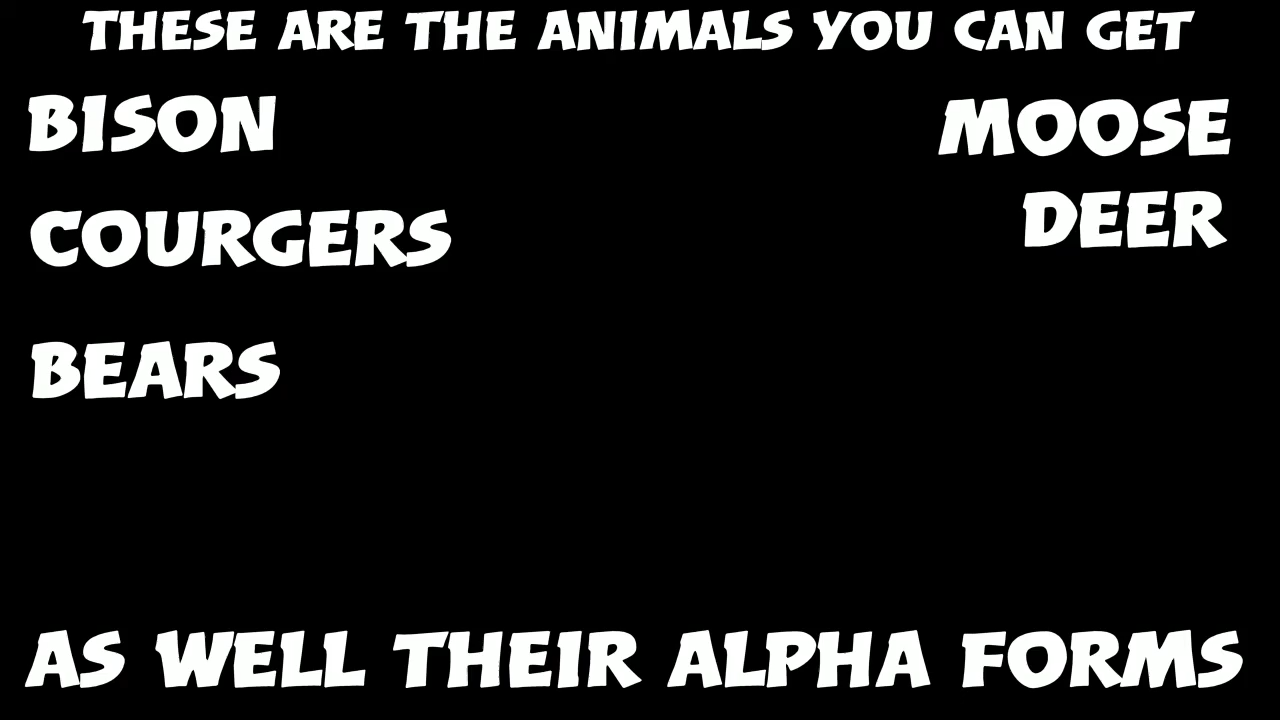 THESE ARE THE ANIMALS YOU CAN GET
BISON
MOOSE
COURGERS
DEER
BEARS
AS WELL THEIR ALPHA FORMS